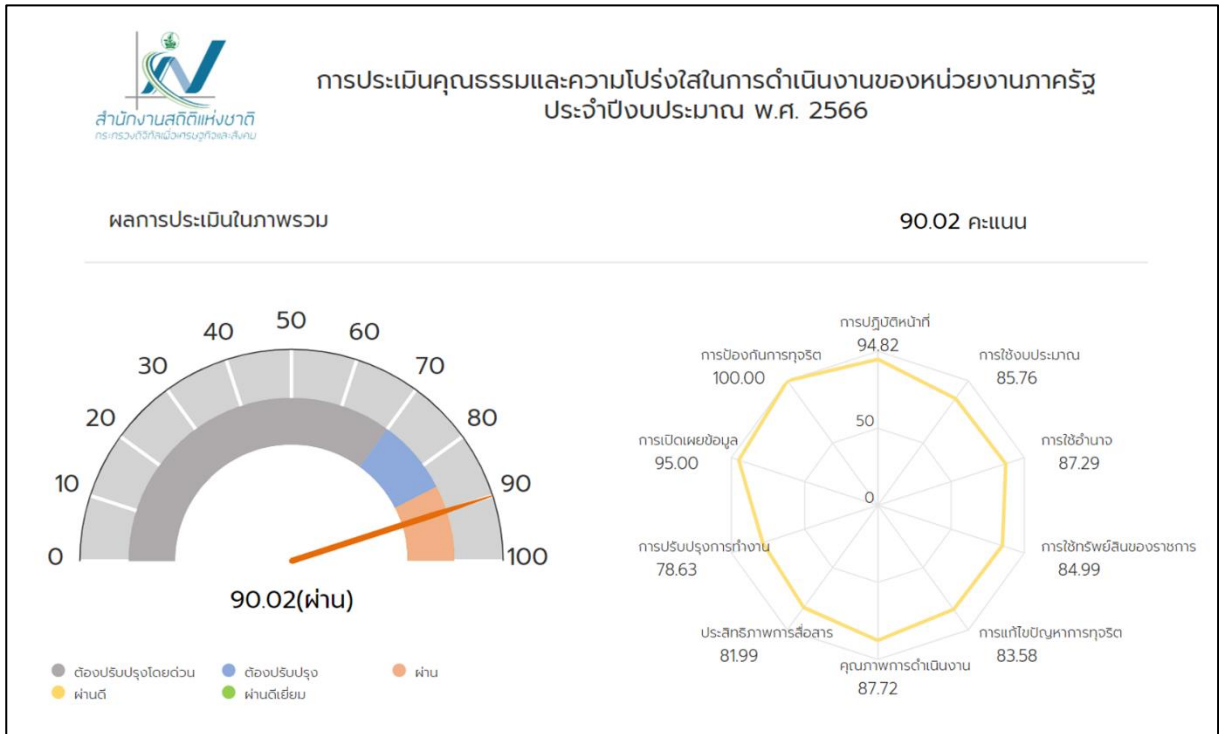 สำนักงานสถิติแห่งชาติ
กระทรวงดิจิทัลเพื่อเศรษฐกิจและสังคม
การประเมินคุณธรรมและความโปร่งใสในการดำเนินงานของหน่วยงานภาครัฐ
ประจำปีงบประมาณ พ.ศ. 2566
ผลการประเมินในภาพรวม
90.02 คะแนน
0
10
20
30
40
50
60
70
80
90
100
90.02(ผ่าน)
ต้องปรับปรุงโดยด่วน
ต้องปรับปรุง
ผ่าน
ผ่านดี
ผ่านดีเยี่ยม
การปฏิบัติหน้าที่
94.82
การใช้งบประมาณ
85.76
การใช้อำนาจ
87.29
การใช้ทรัพย์สินของราชการ
84.99
การแก้ไขปัญหาการทุจริต
83.58
คุณภาพการดำเนินงาน
87.72
ประสิทธิภาพการสื่อสาร
81.99
การปรับปรุงการทำงาน
78.63
การเปิดเผยข้อมูล
95.00
การป้องกันการทุจริต
100.00
50
0